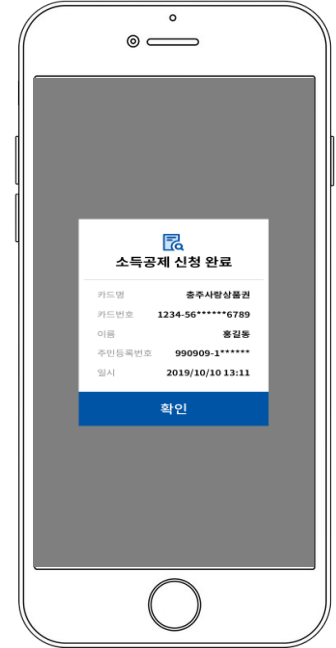 소득공제 신청 완료
카드명 충주사랑상품권
카드번호 1234-56******6789
이름 홍길동
주민등록번호 990909-1******
일시 2019/10/10 13:11
확인